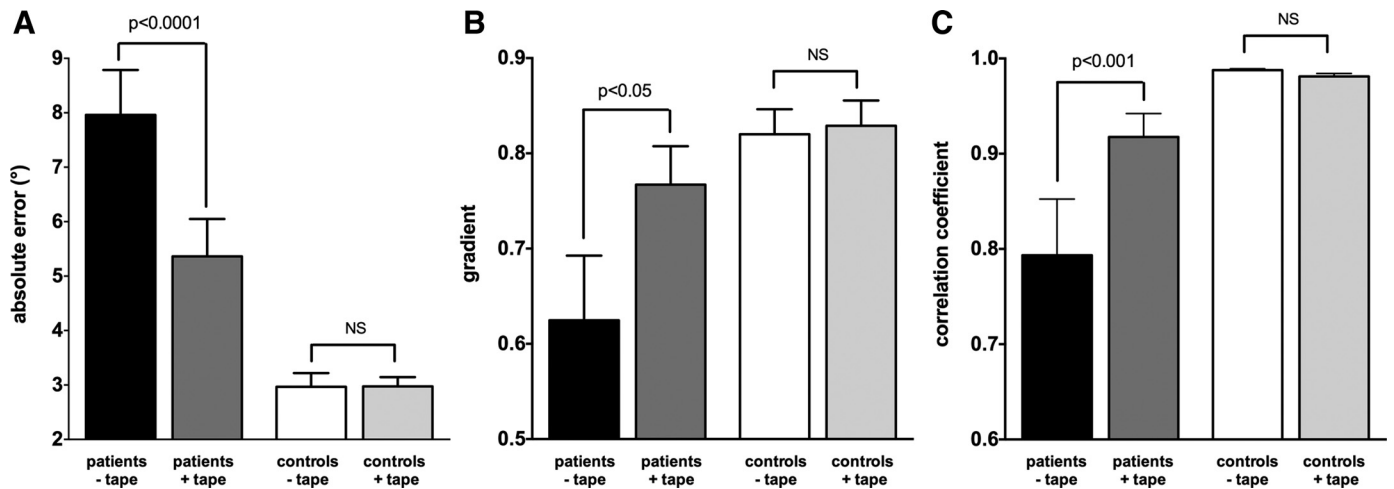 A
p<0.0001
9
8
7
6
5
4
3
2
absolute error (°)
NS
patients - tape
patients + tape
controls - tape
controls + tape
B
0.9
0.8
0.7
0.6
0.5
gradient
p<0.05
NS
patients - tape
patients + tape
controls - tape
controls + tape
C
1.0
0.9
0.8
0.7
0.6
correlation coefficient
p<0.001
NS
patients - tape
patients + tape
controls - tape
controls + tape